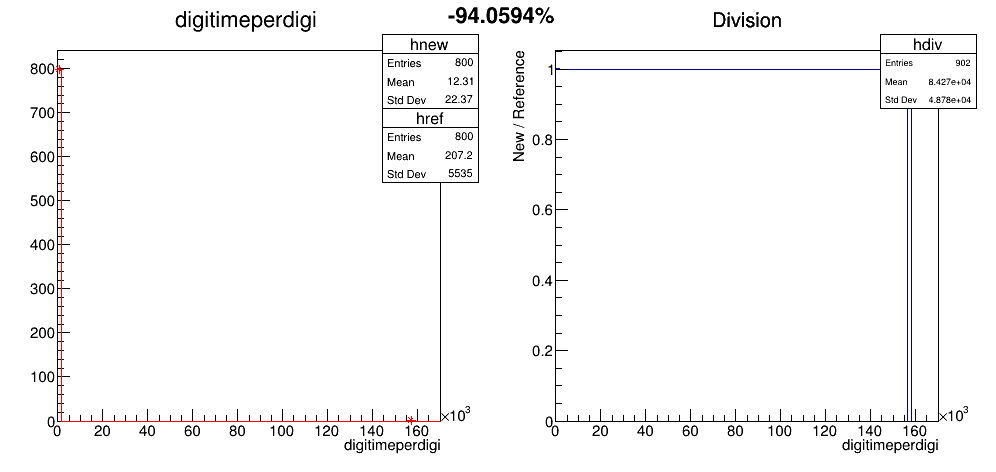 digitimeperdigi
-94.0594%
Division
hnew
Entries 800
Mean 12.31
Std Dev 22.37
href
Entries 800
Mean 207.2
Std Dev 5535
800
700
600
500
400
300
200
100
0
0 20 40 60 80 100 120 140 160 ×10³
digitimeperdigi
hdiv
Entries 902
Mean 8.427e+04
Std Dev 4.878e+04
New / Reference
1
0.8
0.6
0.4
0.2
0
0 20 40 60 80 100 120 140 160 ×10³
digitimeperdigi